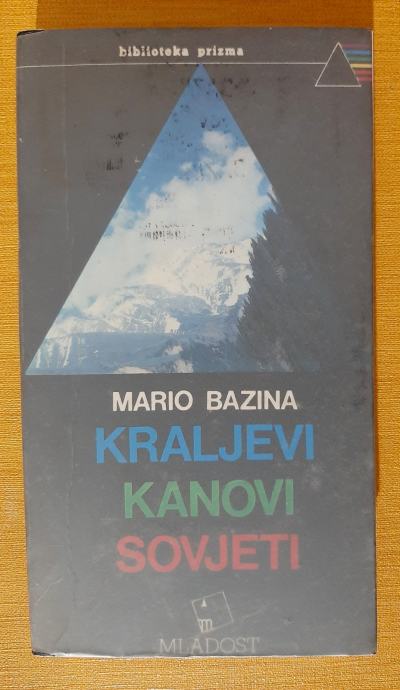 biblioteka prizma
MARIO BAZINA
KRALJEVI
KANOVI
SOVJETI
m
MLADOST